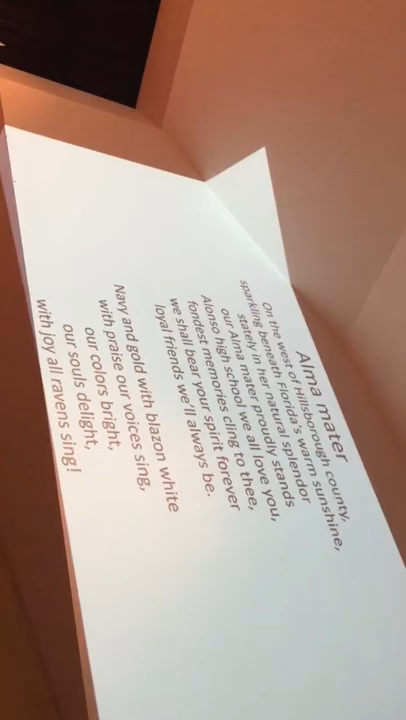 Alma mater
On the west of Hillsborough county,
sparkling beneath Florida's warm sunshine,
stately in her natural splendor
our Alma mater proudly stands
Alonso high school we all love you,
fondest memories cling to thee,
we shall bear your spirit forever
loyal friends we'll always be.
Navy and gold with blazon white
with praise our voices sing,
our colors bright,
our souls delight,
with joy all ravens sing!